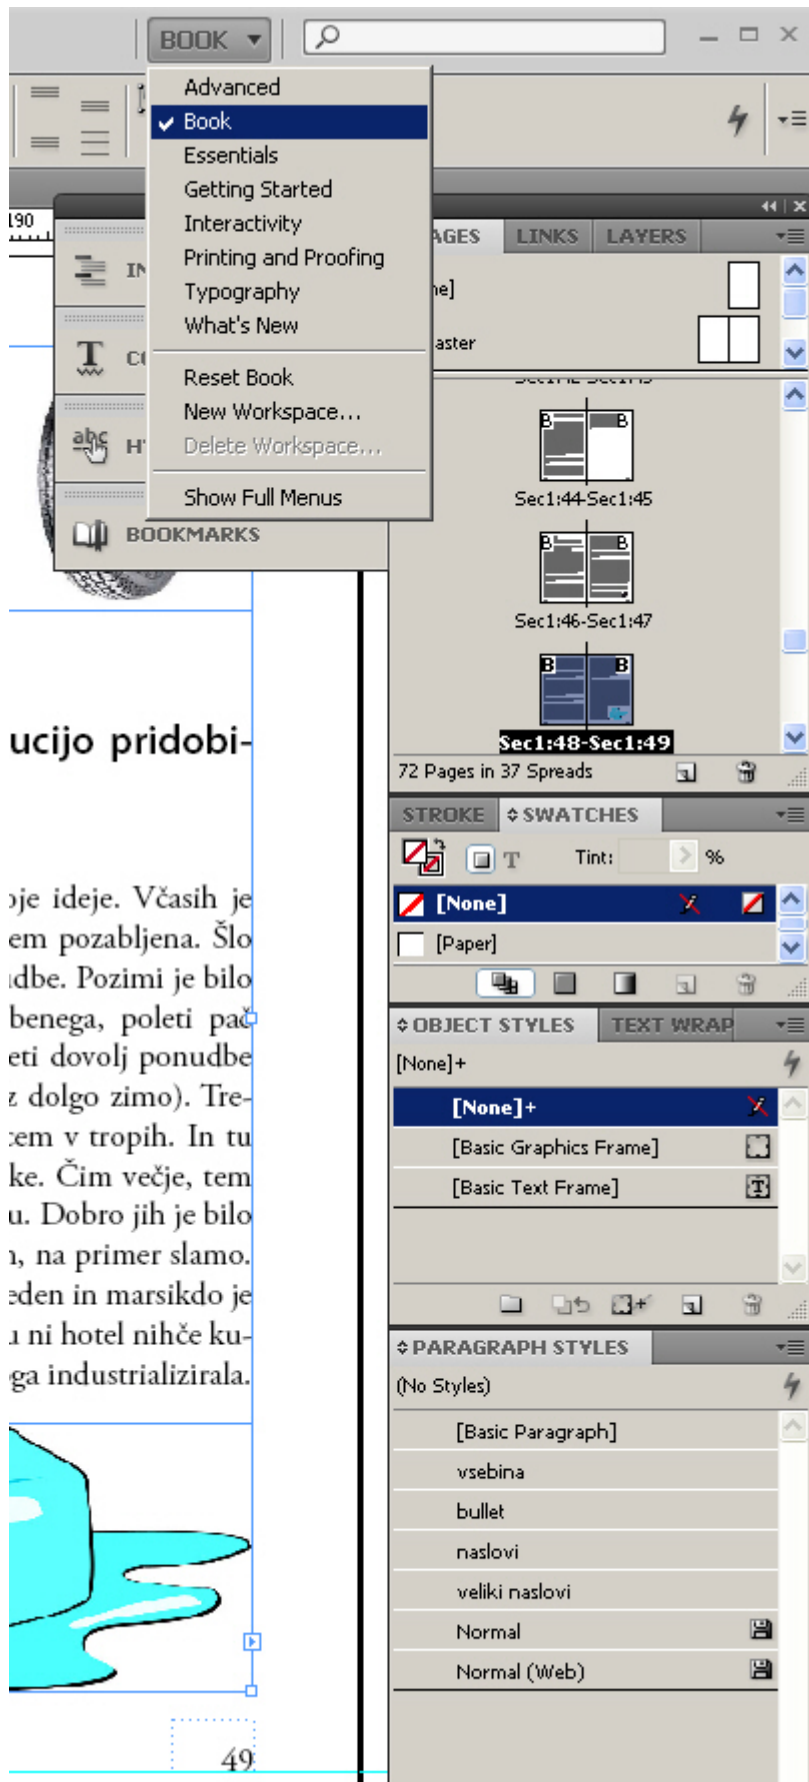 BOOK
Advanced
Book
Essentials
Getting Started
Interactivity
Printing and Proofing
Typography
What's New
Reset Book
New Workspace...
Delete Workspace...
Show Full Menus
190
BOOKMARKS
AGES LINKS LAYERS
aster
Sec1:44-Sec1:45
B B
Sec1:46-Sec1:47
B B
Sec1:48-Sec1:49
B B
72 Pages in 37 Spreads
STROKE SWATCHES
T Tint: %
[None]
[Paper]
OBJECT STYLES TEXT WRAP
[None]+
[None]+
[Basic Graphics Frame]
[Basic Text Frame]
PARAGRAPH STYLES
(No Styles)
[Basic Paragraph]
vsebina
bullet
naslovi
veliki naslovi
Normal
Normal (Web)
ucijo pridobi-
oje ideje. Včasih je
em pozabljena. Šlo
udbe. Pozimi je bilo
benega, poleti pač
eti dovolj ponudbe
z dolgo zimo). Tre-
cem v tropih. In tu
ke. Čim večje, tem
u. Dobro jih je bilo
n, na primer slamo.
eden in marsikdo je
u ni hotel nihče ku-
ga industrializirala.
49